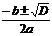 -b ± √D
2a